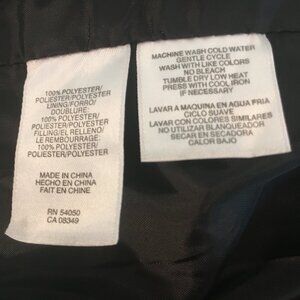 100% POLYESTER/
POLIESTER/POLYESTER
LINING/FORRO/
DOUBLURE:
100% POLYESTER/
POLIESTER/POLYESTER
FILLING/EL RELLENO/
LE REMBOURRAGE:
100% POLYESTER/
POLIESTER/POLYESTER
MADE IN CHINA
HECHO EN CHINA
FAIT EN CHINE
RN 54050
CA 08349
MACHINE WASH COLD WATER
GENTLE CYCLE
WASH WITH LIKE COLORS
NO BLEACH
TUMBLE DRY LOW HEAT
PRESS WITH COOL IRON
IF NECESSARY
LAVAR A MAQUINA EN AGUA FRIA
CICLO SUAVE
LAVAR CON COLORES SIMILARES
NO UTILIZAR BLANQUEADOR
SECAR EN SECADORA
CALOR BAJO